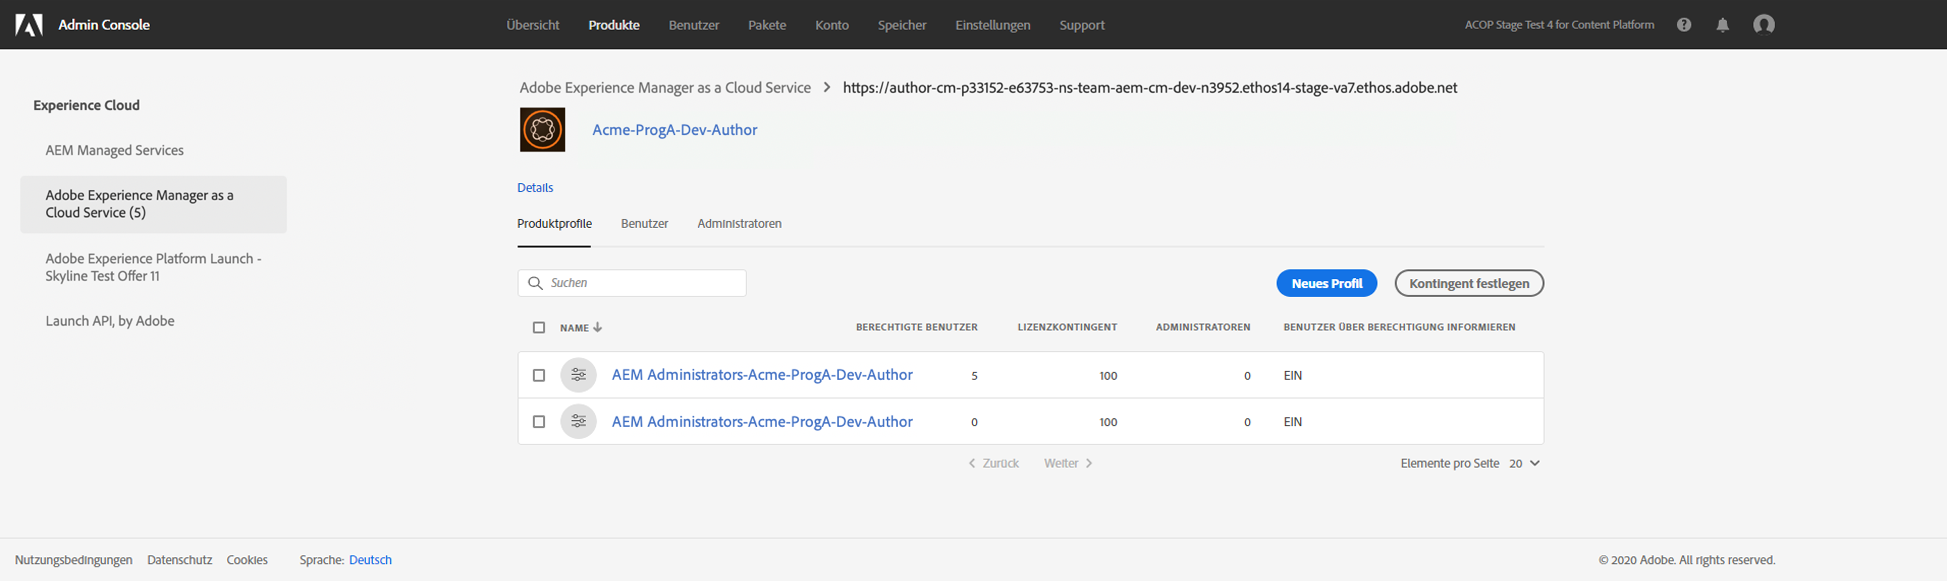 Admin Console
Übersicht Produkte Benutzer Pakete Konto Speicher Einstellungen Support
ACOP Stage Test 4 for Content Platform
Experience Cloud
AEM Managed Services
Adobe Experience Manager as a
Cloud Service (5)
Adobe Experience Platform Launch -
Skyline Test Offer 11
Launch API, by Adobe
Adobe Experience Manager as a Cloud Service > https://author-cm-p33152-e63753-ns-team-aem-cm-dev-n3952.ethos14-stage-va7.ethos.adobe.net
Acme-ProgA-Dev-Author
Details
Produktprofile Benutzer Administratoren
Suchen
Neues Profil
Kontingent festlegen
NAME BERECHTIGTE BENUTZER LIZENZKONTINGENT ADMINISTRATOREN BENUTZER ÜBER BERECHTIGUNG INFORMIEREN
AEM Administrators-Acme-ProgA-Dev-Author 5 100 0 EIN
AEM Administrators-Acme-ProgA-Dev-Author 0 100 0 EIN
Zurück Weiter
Elemente pro Seite 20
Nutzungsbedingungen Datenschutz Cookies Sprache: Deutsch
© 2020 Adobe. All rights reserved.